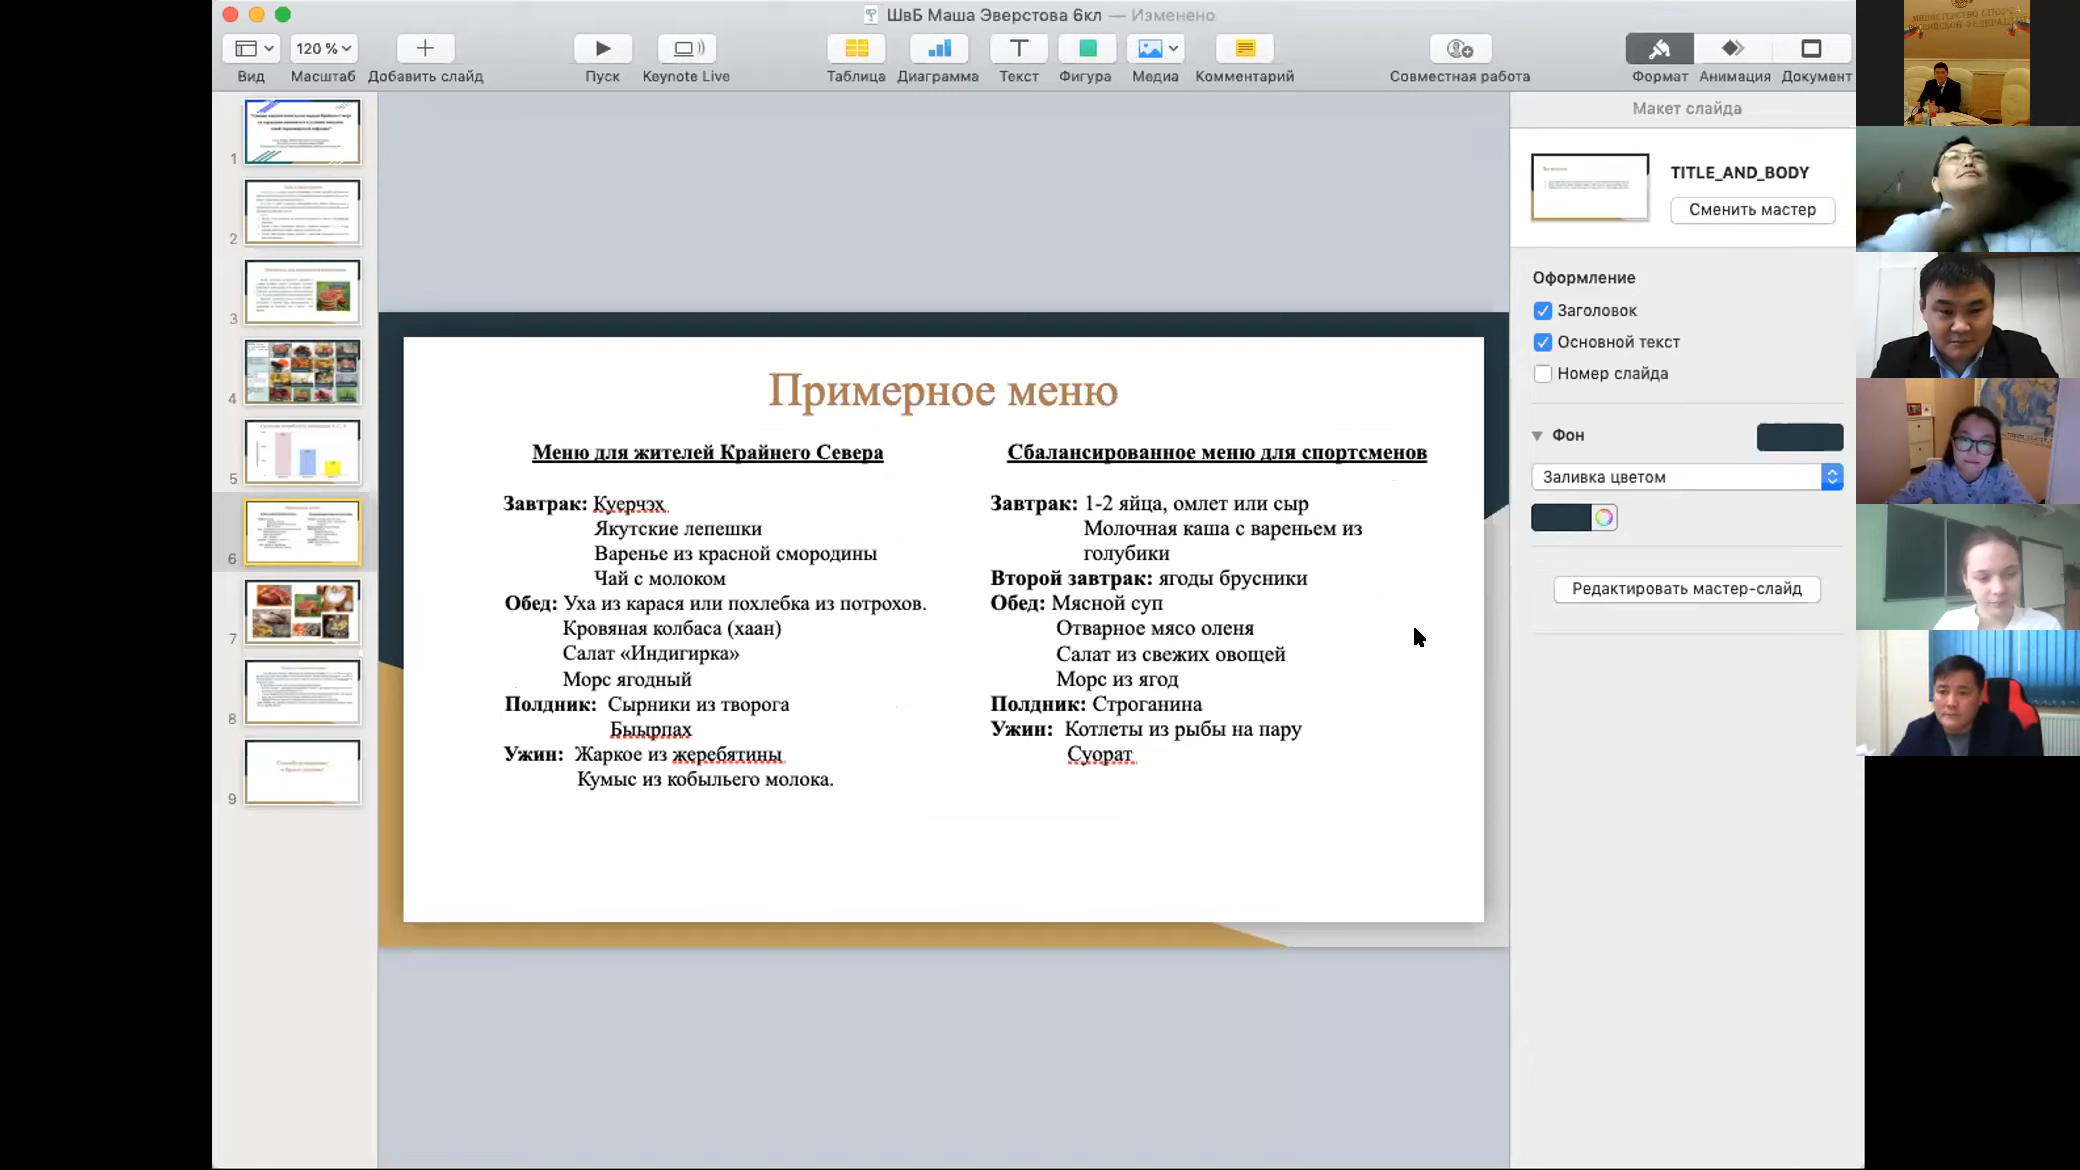 ШвБ Маша Эверстова 6кл — Изменено
120 %
Вид
Масштаб
Добавить слайд
Пуск
Keynote Live
Таблица
Диаграмма
Текст
Фигура
Медиа
Комментарий
Совместная работа
Формат
Анимация
Документ
1
2
3
4
5
6
7
8
9
Примерное меню
Меню для жителей Крайнего Севера
Завтрак: Куерчэх
Якутские лепешки
Варенье из красной смородины
Чай с молоком
Обед: Уха из карася или похлебка из потрохов.
Кровяная колбаса (хаан)
Салат «Индигирка»
Морс ягодный
Полдник: Сырники из творога
Быырпах
Ужин: Жаркое из жеребятины
Кумыс из кобыльего молока.
Сбалансированное меню для спортсменов
Завтрак: 1-2 яйца, омлет или сыр
Молочная каша с вареньем из
голубики
Второй завтрак: ягоды брусники
Обед: Мясной суп
Отварное мясо оленя
Салат из свежих овощей
Морс из ягод
Полдник: Строганина
Ужин: Котлеты из рыбы на пару
Суорат
Макет слайда
TITLE_AND_BODY
Сменить мастер
Оформление
Заголовок
Основной текст
Номер слайда
Фон
Заливка цветом
Редактировать мастер-слайд